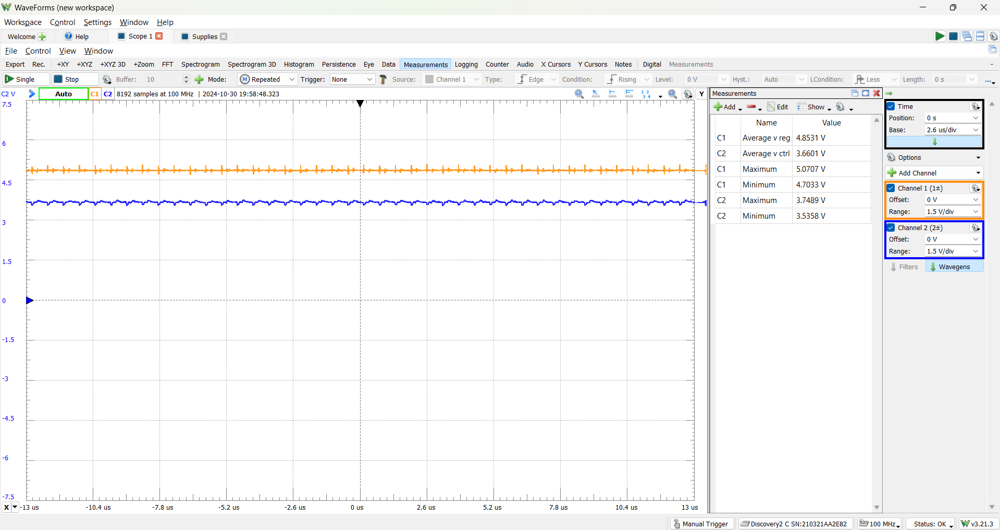 WaveForms (new workspace)
Workspace Control Settings Window Help
Welcome Help Scope 1 Supplies
File Control View Window
Export Rec. +XY +XYZ +XYZ 3D +Zoom FFT Spectrogram Spectrogram 3D Histogram Persistence Eye Data Measurements Logging Counter Audio X Cursors Y Cursors Notes Digital Measurements
Single Stop Buffer: 10 Mode: Repeated Trigger: None Source: Channel 1 Type: Edge Condition: Rising Level: 0 V Hyst.: Auto LCondition: Less Length: 0 s ...
C2 V Auto C1 C2 8192 samples at 100 MHz | 2024-10-30 19:58:48.323 Y
7.5
6
4.5
3
1.5
0
-1.5
-3
-4.5
-6
-7.5
X -13 us -10.4 us -7.8 us -5.2 us -2.6 us 0 us 2.6 us 5.2 us 7.8 us 10.4 us 13 us
Measurements
Add Edit Show
Name Value
C1 Average v reg 4.8531 V
C2 Average v ctrl 3.6601 V
C1 Maximum 5.0707 V
C1 Minimum 4.7033 V
C2 Maximum 3.7489 V
C2 Minimum 3.5358 V
Time
Position: 0 s
Base: 2.6 us/div
Options
Add Channel
Channel 1 (1±)
Offset: 0 V
Range: 1.5 V/div
Channel 2 (2±)
Offset: 0 V
Range: 1.5 V/div
Filters Wavegens
Manual Trigger Discovery2 C SN:210321AA2E82 100 MHz Status: OK v3.21.3